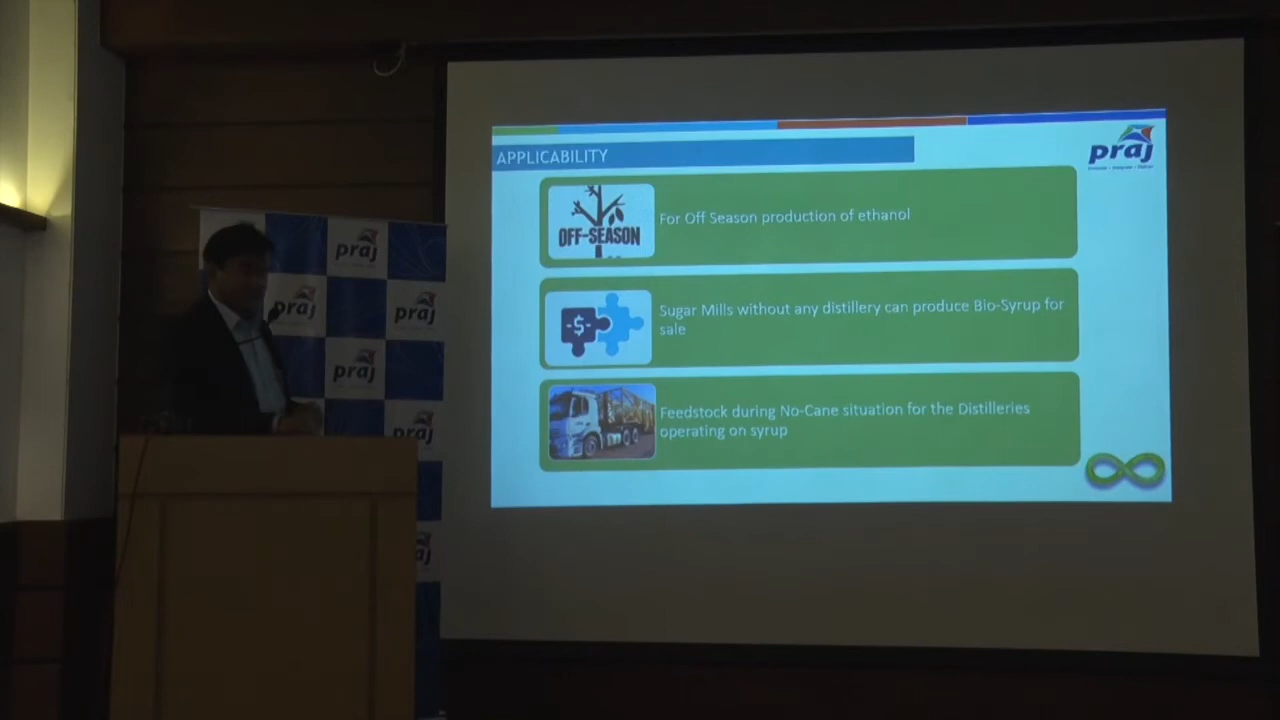 APPLICABILITY
praj
OFF-SEASON
For Off Season production of ethanol
-$-
Sugar Mills without any distillery can produce Bio-Syrup for
sale
Feedstock during No-Cane situation for the Distilleries
operating on syrup
praj
praj
praj
praj
praj